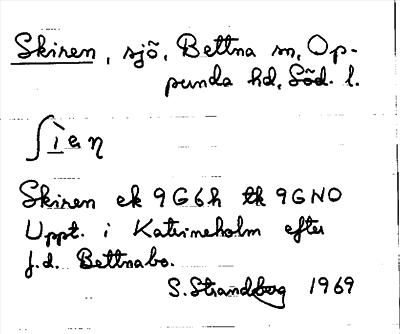 Skiren, sjö, Bettna sn, Op-
punda hd, Söd. l.
ʃìɐη
Skiren ek 9G6h tk 9GNO
Uppt. i Katrineholm efter
f.d. Bettnabo.
S. Strandberg 1969